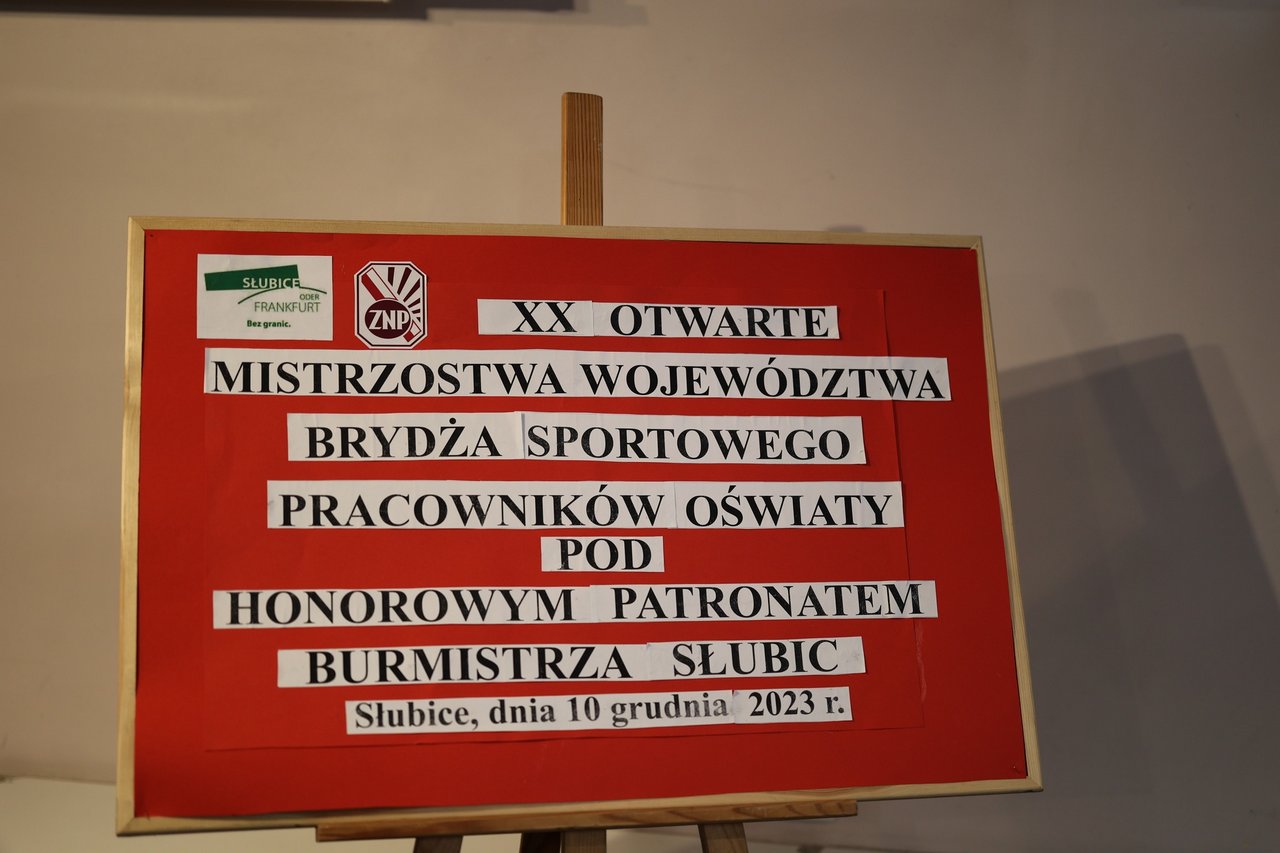 SŁUBICE
ODER
FRANKFURT
Bez granic.
ZNP
XX OTWARTE
MISTRZOSTWA WOJEWÓDZTWA
BRYDŻA SPORTOWEGO
PRACOWNIKÓW OŚWIATY
POD
HONOROWYM PATRONATEM
BURMISTRZA SŁUBIC
Słubice, dnia 10 grudnia 2023 r.